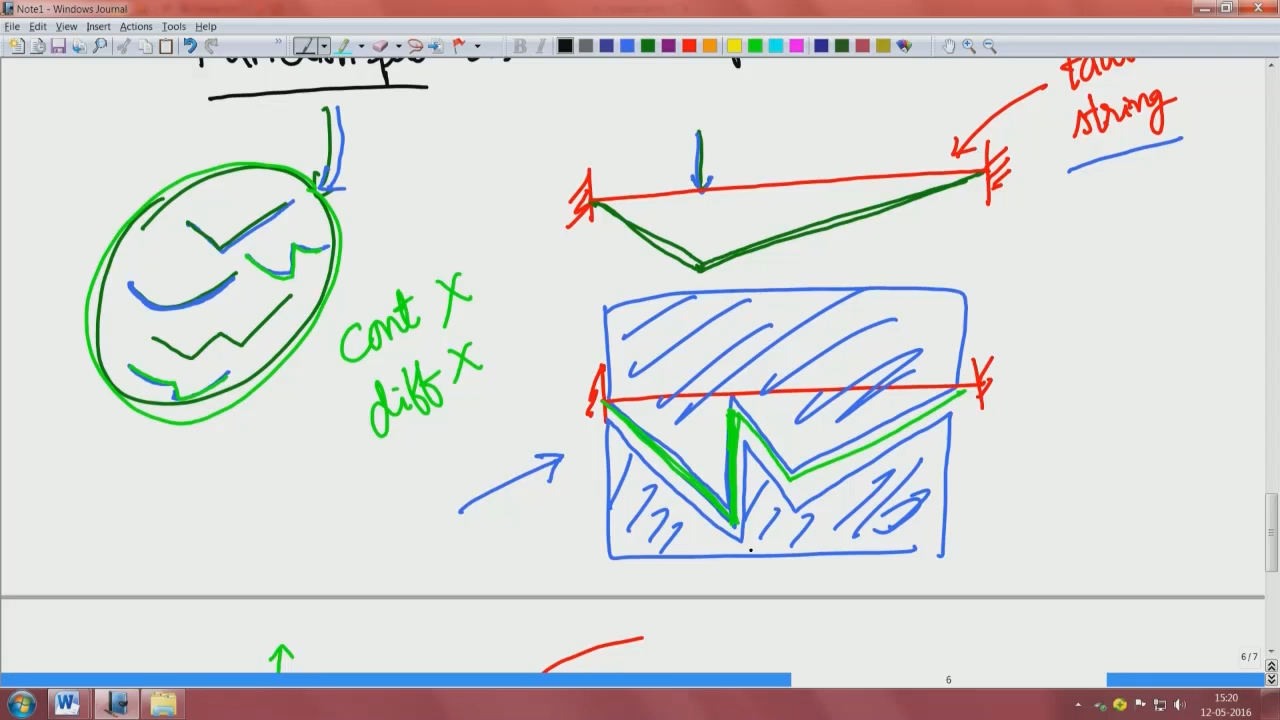 Note1 - Windows Journal
File Edit View Insert Actions Tools Help
string
cont X
diff X
6/7
6
15:20
12-05-2016